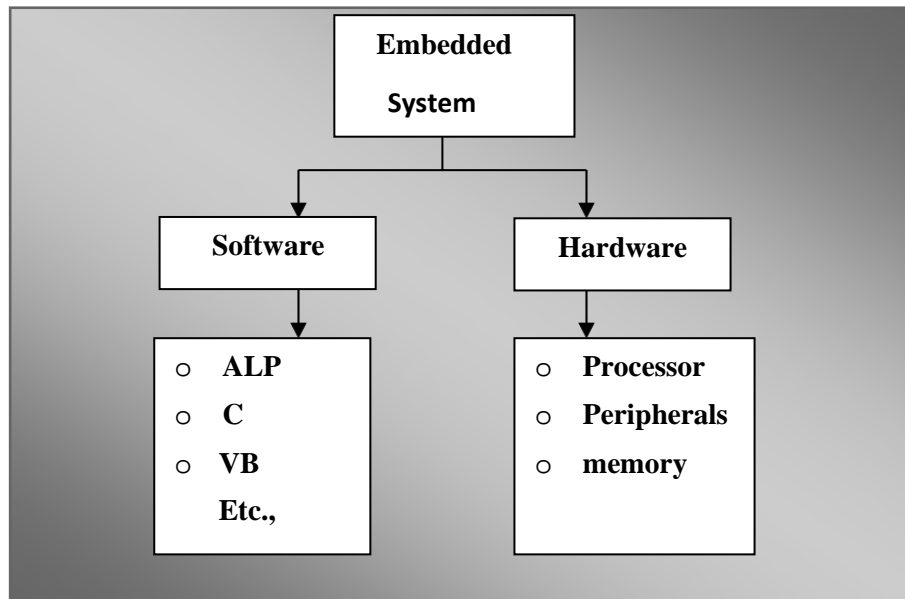 Embedded
System
Software
Hardware
o ALP
o C
o VB
Etc.,
o Processor
o Peripherals
o memory